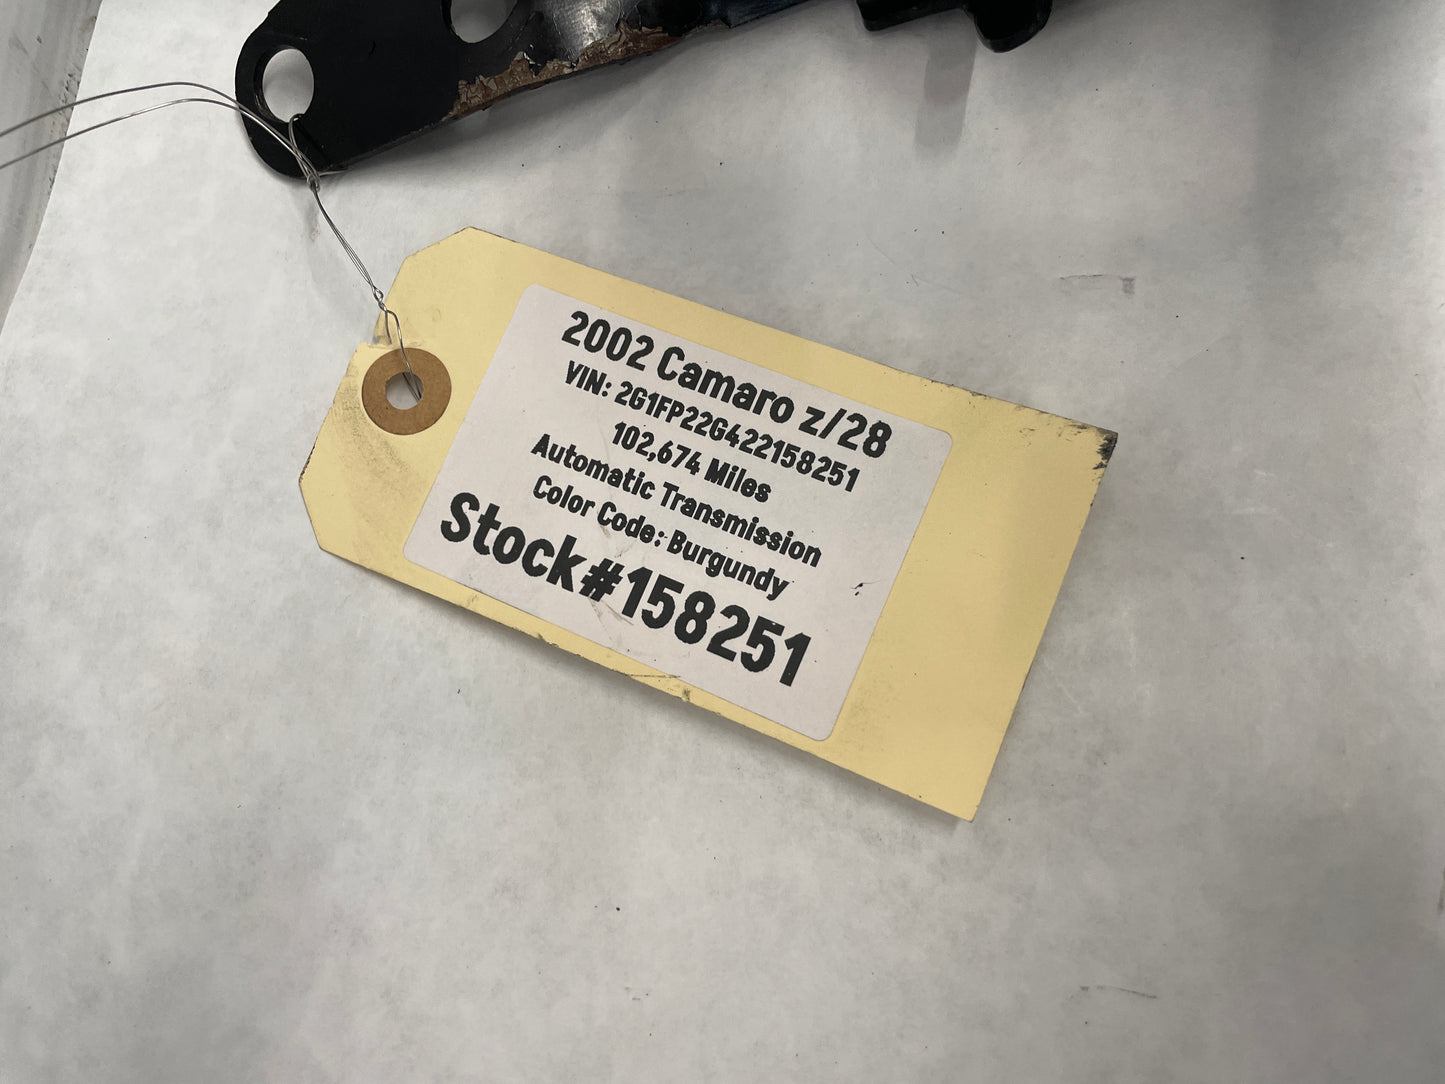 2002 Camaro z/28
VIN: 2G1FP22G422158251
102,674 Miles
Automatic Transmission
Color Code: Burgundy
Stock#158251